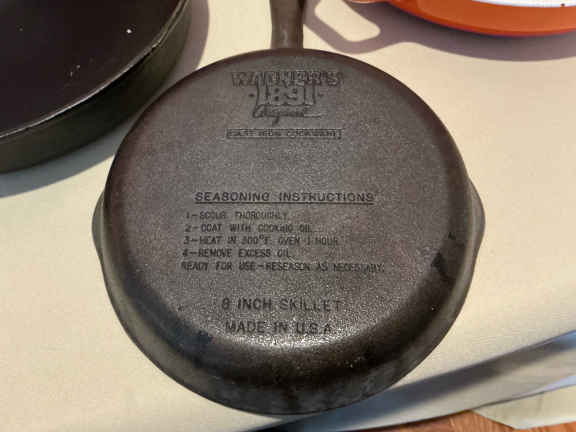 WAGNER'S
1891
Original
CAST IRON COOKWARE
SEASONING INSTRUCTIONS
1-SCOUR THOROUGHLY.
2-COAT WITH COOKING OIL.
3-HEAT IN 300°F. OVEN 1 HOUR.
4-REMOVE EXCESS OIL.
READY FOR USE-RESEASON AS NECESSARY.
8 INCH SKILLET
MADE IN U.S.A.